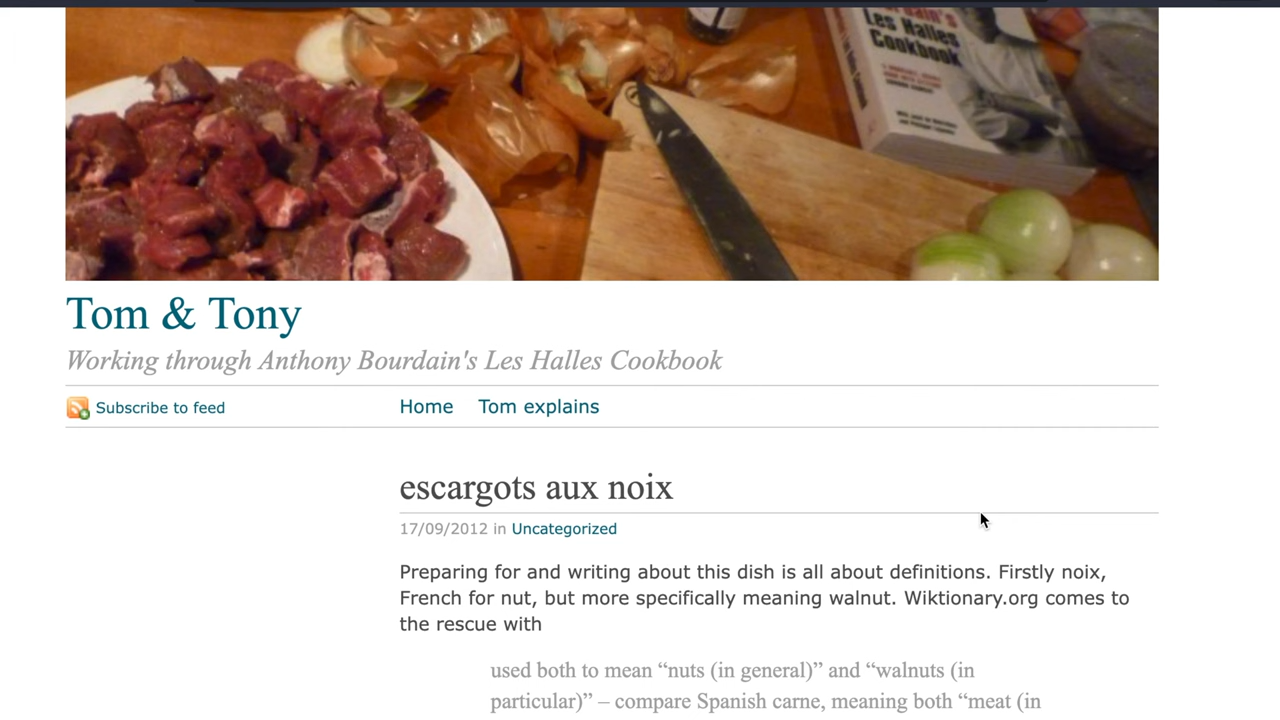 Les Halles
Cookbook
Tom & Tony
Working through Anthony Bourdain's Les Halles Cookbook
Subscribe to feed
Home
Tom explains
escargots aux noix
17/09/2012 in Uncategorized
Preparing for and writing about this dish is all about definitions. Firstly noix,
French for nut, but more specifically meaning walnut. Wiktionary.org comes to
the rescue with
used both to mean “nuts (in general)” and “walnuts (in
particular)” – compare Spanish carne, meaning both “meat (in